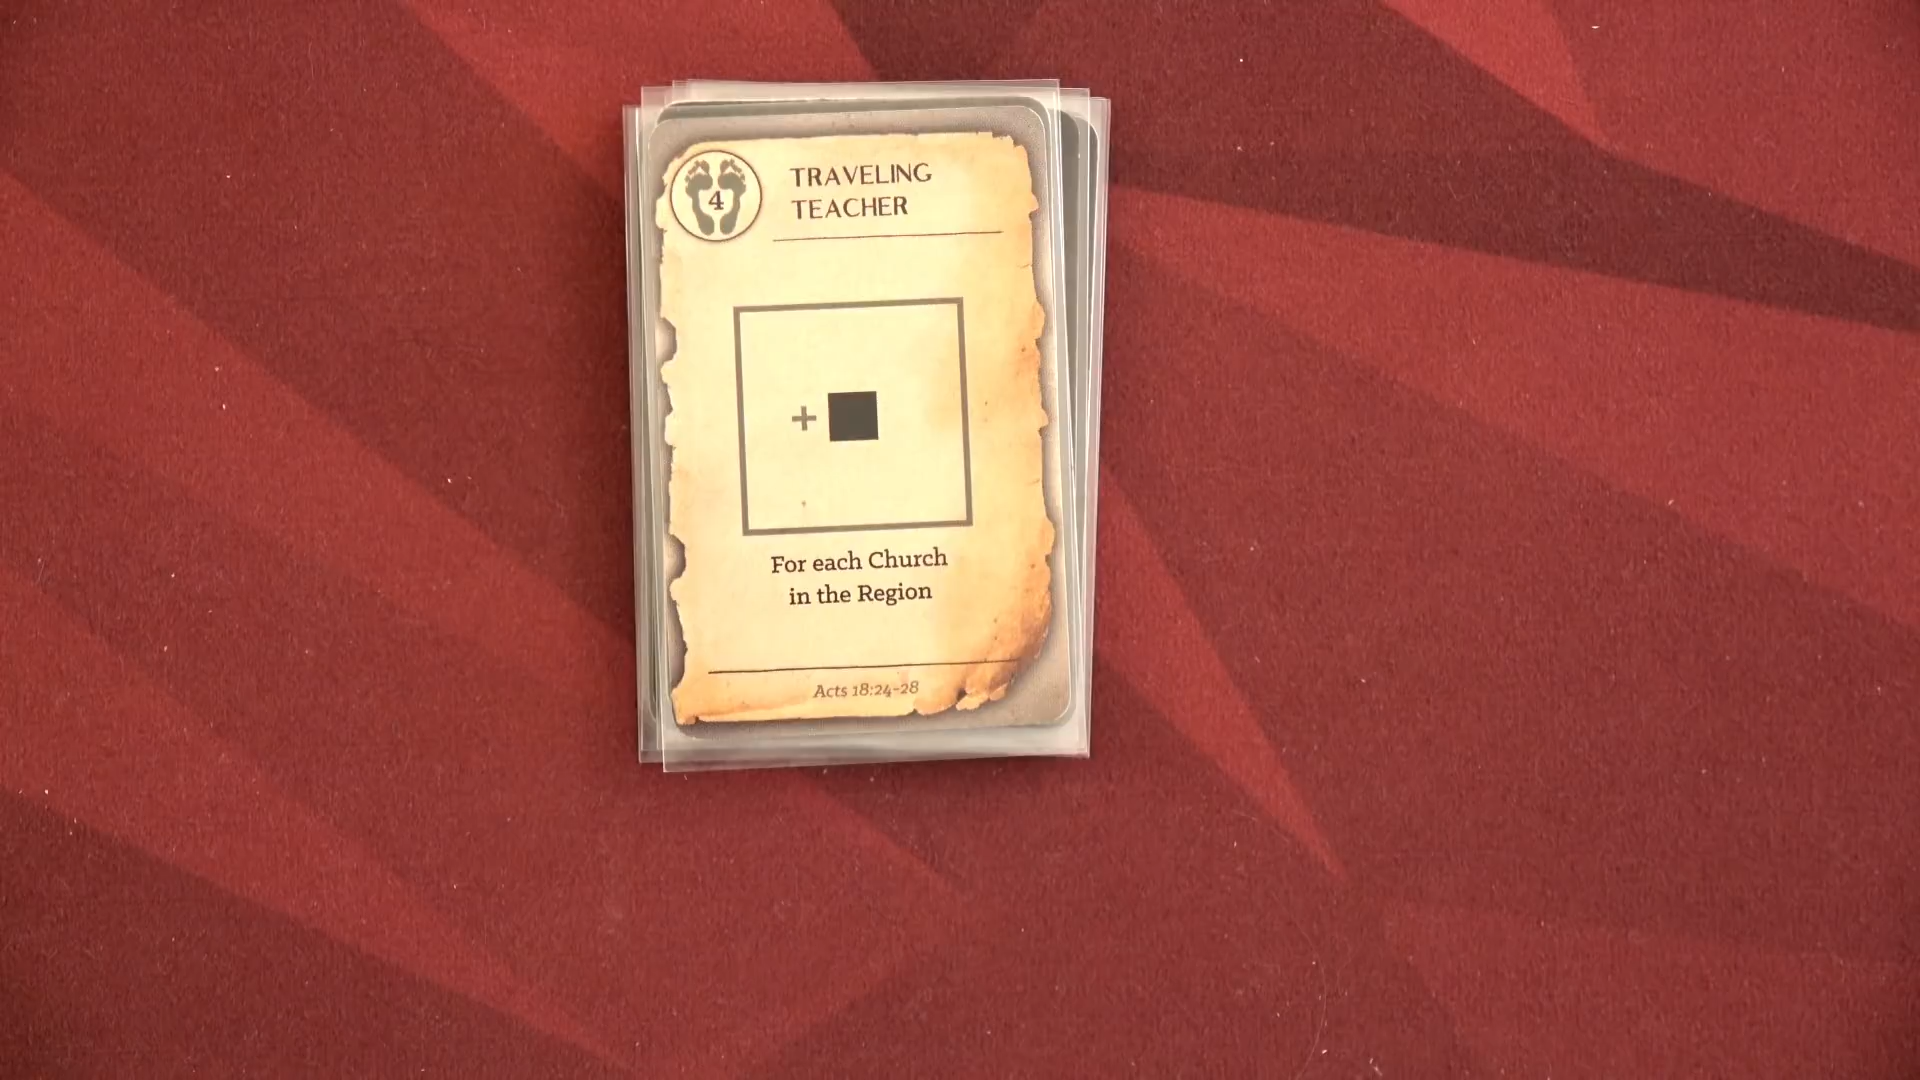 4
TRAVELING
TEACHER
+
For each Church
in the Region
Acts 18:24-28